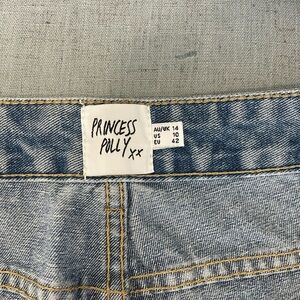 PRINCESS
POLLY xx
AU/UK 14
US 10
EU 42